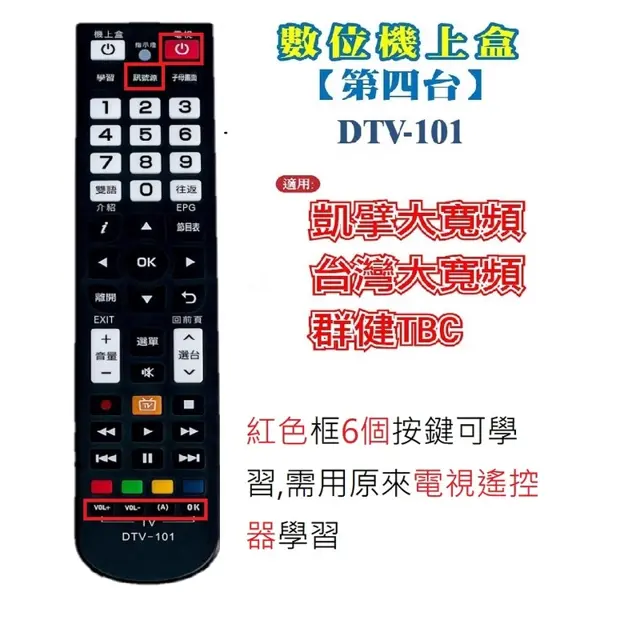 數位機上盒
【第四台】
DTV-101
適用:
凱擘大寬頻
台灣大寬頻
群健TBC
紅色框6個按鍵可學
習,需用原來電視遙控
器學習
機上盒
指示燈
電視
學習
訊號源
子母畫面
1 2 3
4 5 6
7 8 9
雙語 0 往返
介紹 EPG
i 節目表
OK
離開
EXIT 回前頁
+ 選單
音量 選台
-
TV
VOL+ VOL- (A) OK
TV
DTV-101